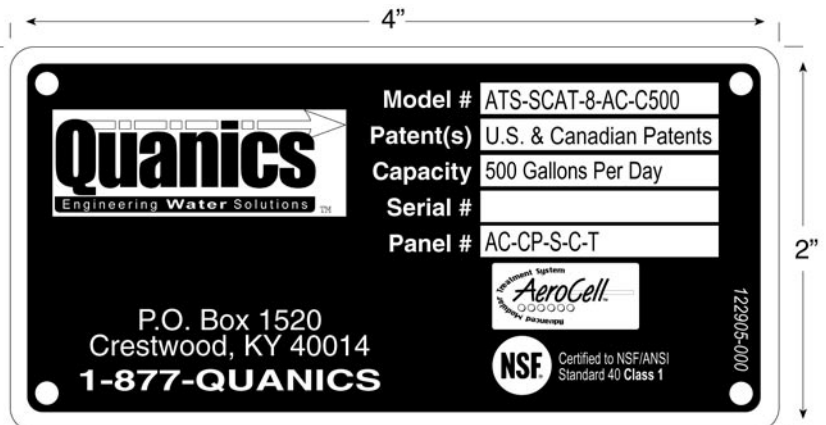 4”
Quanics
Engineering Water Solutions TM
Model # ATS-SCAT-8-AC-C500
Patent(s) U.S. & Canadian Patents
Capacity 500 Gallons Per Day
Serial #
Panel # AC-CP-S-C-T
2”
Advanced Modular Treatment System
AeroCell
P.O. Box 1520
Crestwood, KY 40014
1-877-QUANICS
NSF.
Certified to NSF/ANSI
Standard 40 Class 1
122905-000